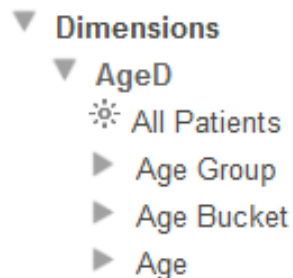 Dimensions
AgeD
All Patients
Age Group
Age Bucket
Age